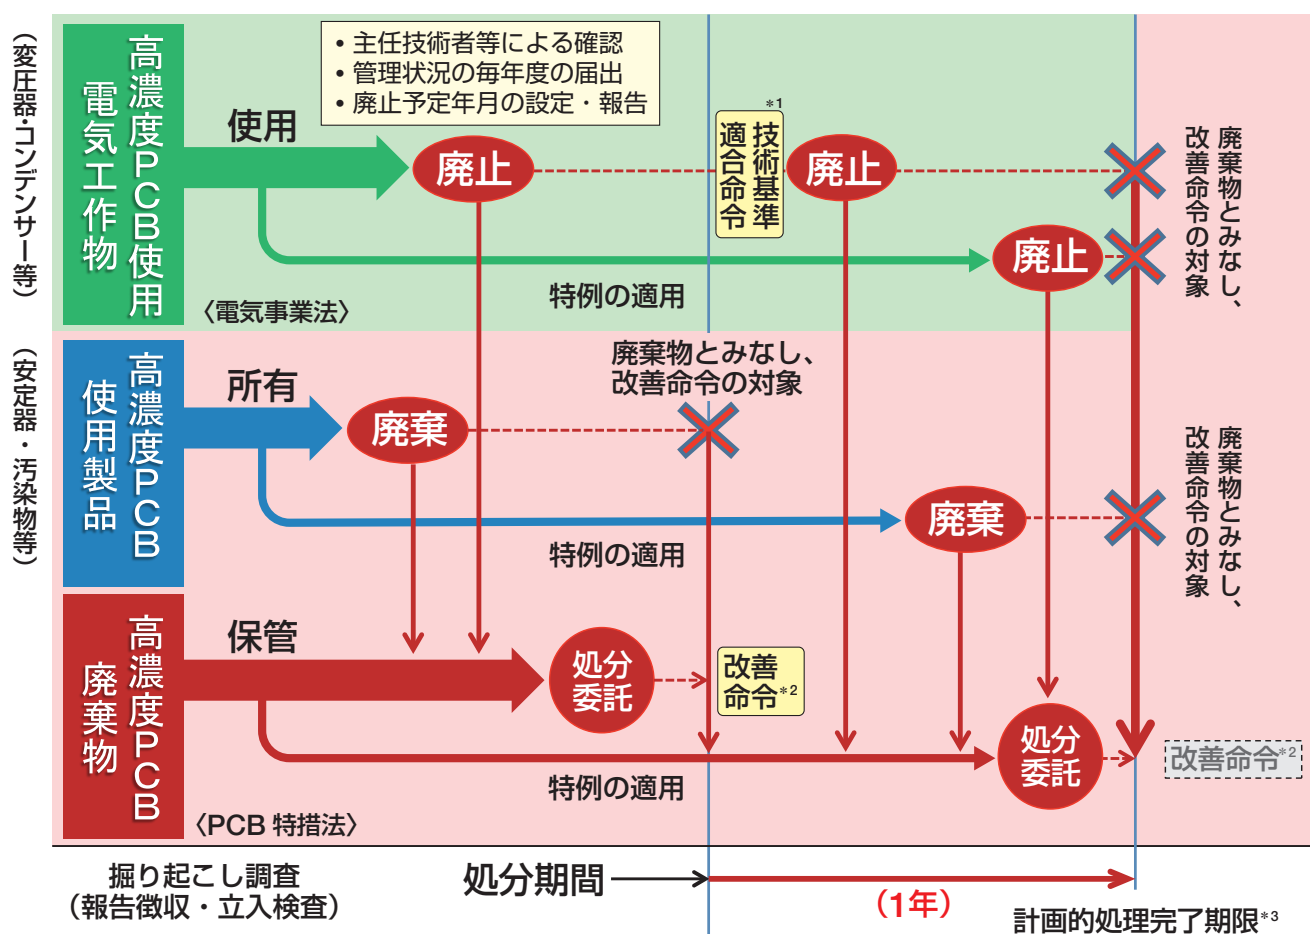 （変圧器・コンデンサー等）
高濃度PCB使用
電気工作物
使用
• 主任技術者等による確認
• 管理状況の毎年度の届出
• 廃止予定年月の設定・報告
廃止
*1
技術基準
適合命令
廃止
廃止
特例の適用
〈電気事業法〉
廃棄物とみなし、
改善命令の対象
（安定器・汚染物等）
高濃度PCB
使用製品
所有
廃棄
廃棄物とみなし、
改善命令の対象
廃棄
特例の適用
廃棄物とみなし、
改善命令の対象
高濃度PCB
廃棄物
保管
処分
委託
改善
命令*2
処分
委託
改善命令*2
特例の適用
〈PCB 特措法〉
掘り起こし調査
（報告徴収・立入検査）
処分期間
（1年）
計画的処理完了期限*3